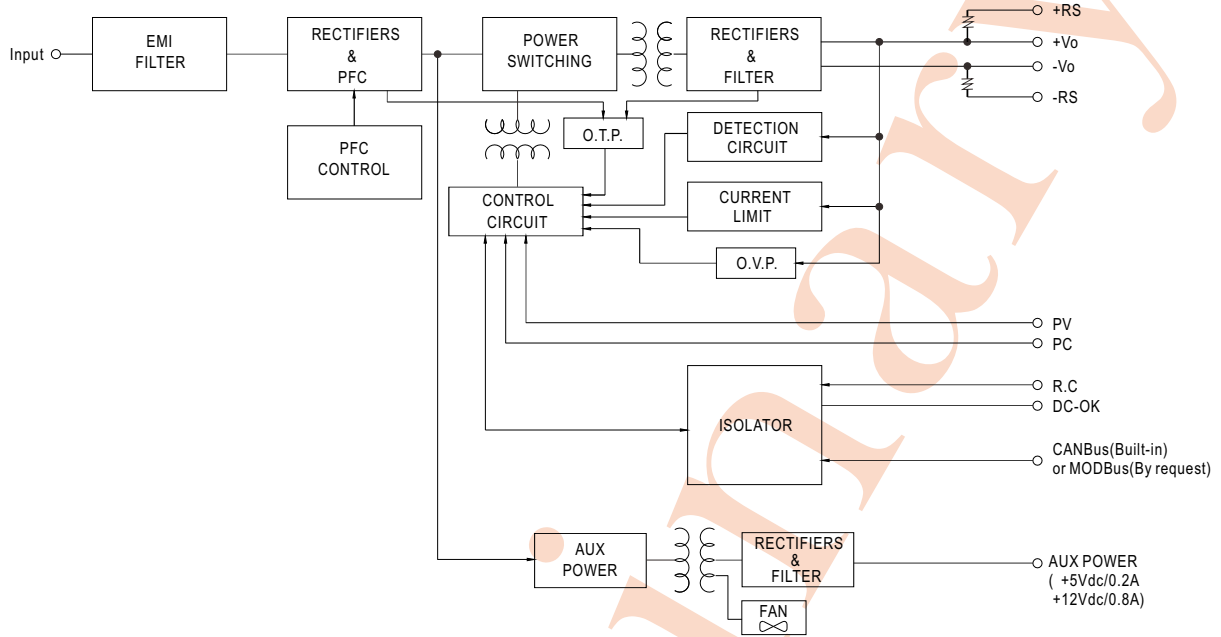 +RS
Input
EMI
FILTER
RECTIFIERS
&
PFC
POWER
SWITCHING
RECTIFIERS
&
FILTER
+Vo
-Vo
-RS
PFC
CONTROL
O.T.P.
DETECTION
CIRCUIT
CONTROL
CIRCUIT
CURRENT
LIMIT
O.V.P.
PV
PC
R.C
DC-OK
ISOLATOR
CANBus(Built-in)
or MODBus(By request)
AUX
POWER
RECTIFIERS
&
FILTER
AUX POWER
( +5Vdc/0.2A
+12Vdc/0.8A)
FAN
inary